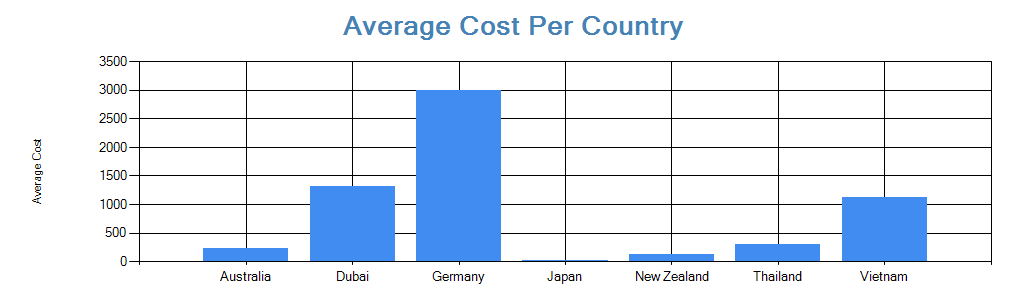 Average Cost Per Country
Average Cost
3500
3000
2500
2000
1500
1000
500
0
Australia Dubai Germany Japan New Zealand Thailand Vietnam